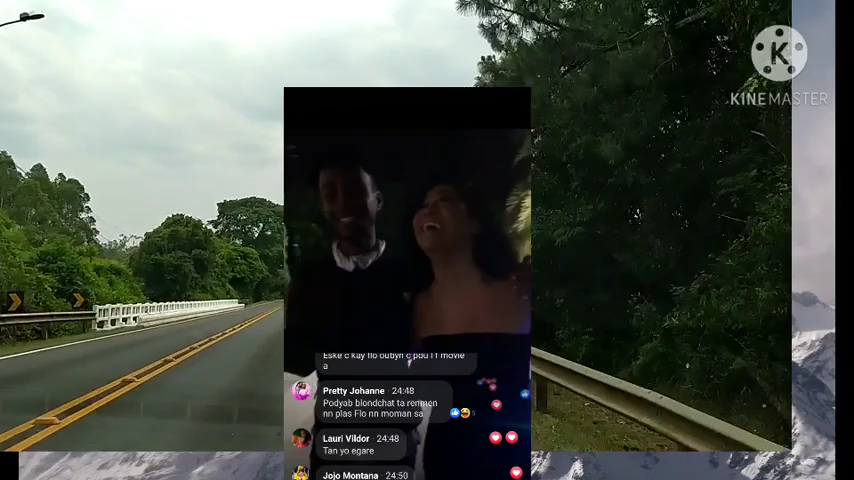 K
KINEMASTER
Eske c kay flo oubyn c pou l f movie
a
Pretty Johanne · 24:48
Podyab blondchat ta renmen
nn plas Flo nn moman sa
Lauri Vildor · 24:48
Tan yo egare
Jojo Montana · 24:50